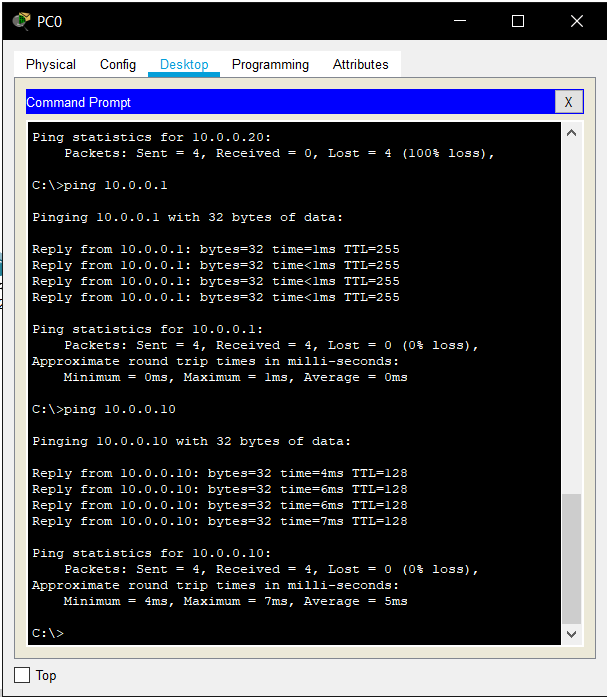 PC0
Physical Config Desktop Programming Attributes
Command Prompt X
Ping statistics for 10.0.0.20:
    Packets: Sent = 4, Received = 0, Lost = 4 (100% loss),
C:\>ping 10.0.0.1
Pinging 10.0.0.1 with 32 bytes of data:
Reply from 10.0.0.1: bytes=32 time=1ms TTL=255
Reply from 10.0.0.1: bytes=32 time<1ms TTL=255
Reply from 10.0.0.1: bytes=32 time<1ms TTL=255
Reply from 10.0.0.1: bytes=32 time<1ms TTL=255
Ping statistics for 10.0.0.1:
    Packets: Sent = 4, Received = 4, Lost = 0 (0% loss),
Approximate round trip times in milli-seconds:
    Minimum = 0ms, Maximum = 1ms, Average = 0ms
C:\>ping 10.0.0.10
Pinging 10.0.0.10 with 32 bytes of data:
Reply from 10.0.0.10: bytes=32 time=4ms TTL=128
Reply from 10.0.0.10: bytes=32 time=6ms TTL=128
Reply from 10.0.0.10: bytes=32 time=6ms TTL=128
Reply from 10.0.0.10: bytes=32 time=7ms TTL=128
Ping statistics for 10.0.0.10:
    Packets: Sent = 4, Received = 4, Lost = 0 (0% loss),
Approximate round trip times in milli-seconds:
    Minimum = 4ms, Maximum = 7ms, Average = 5ms
C:\>
Top